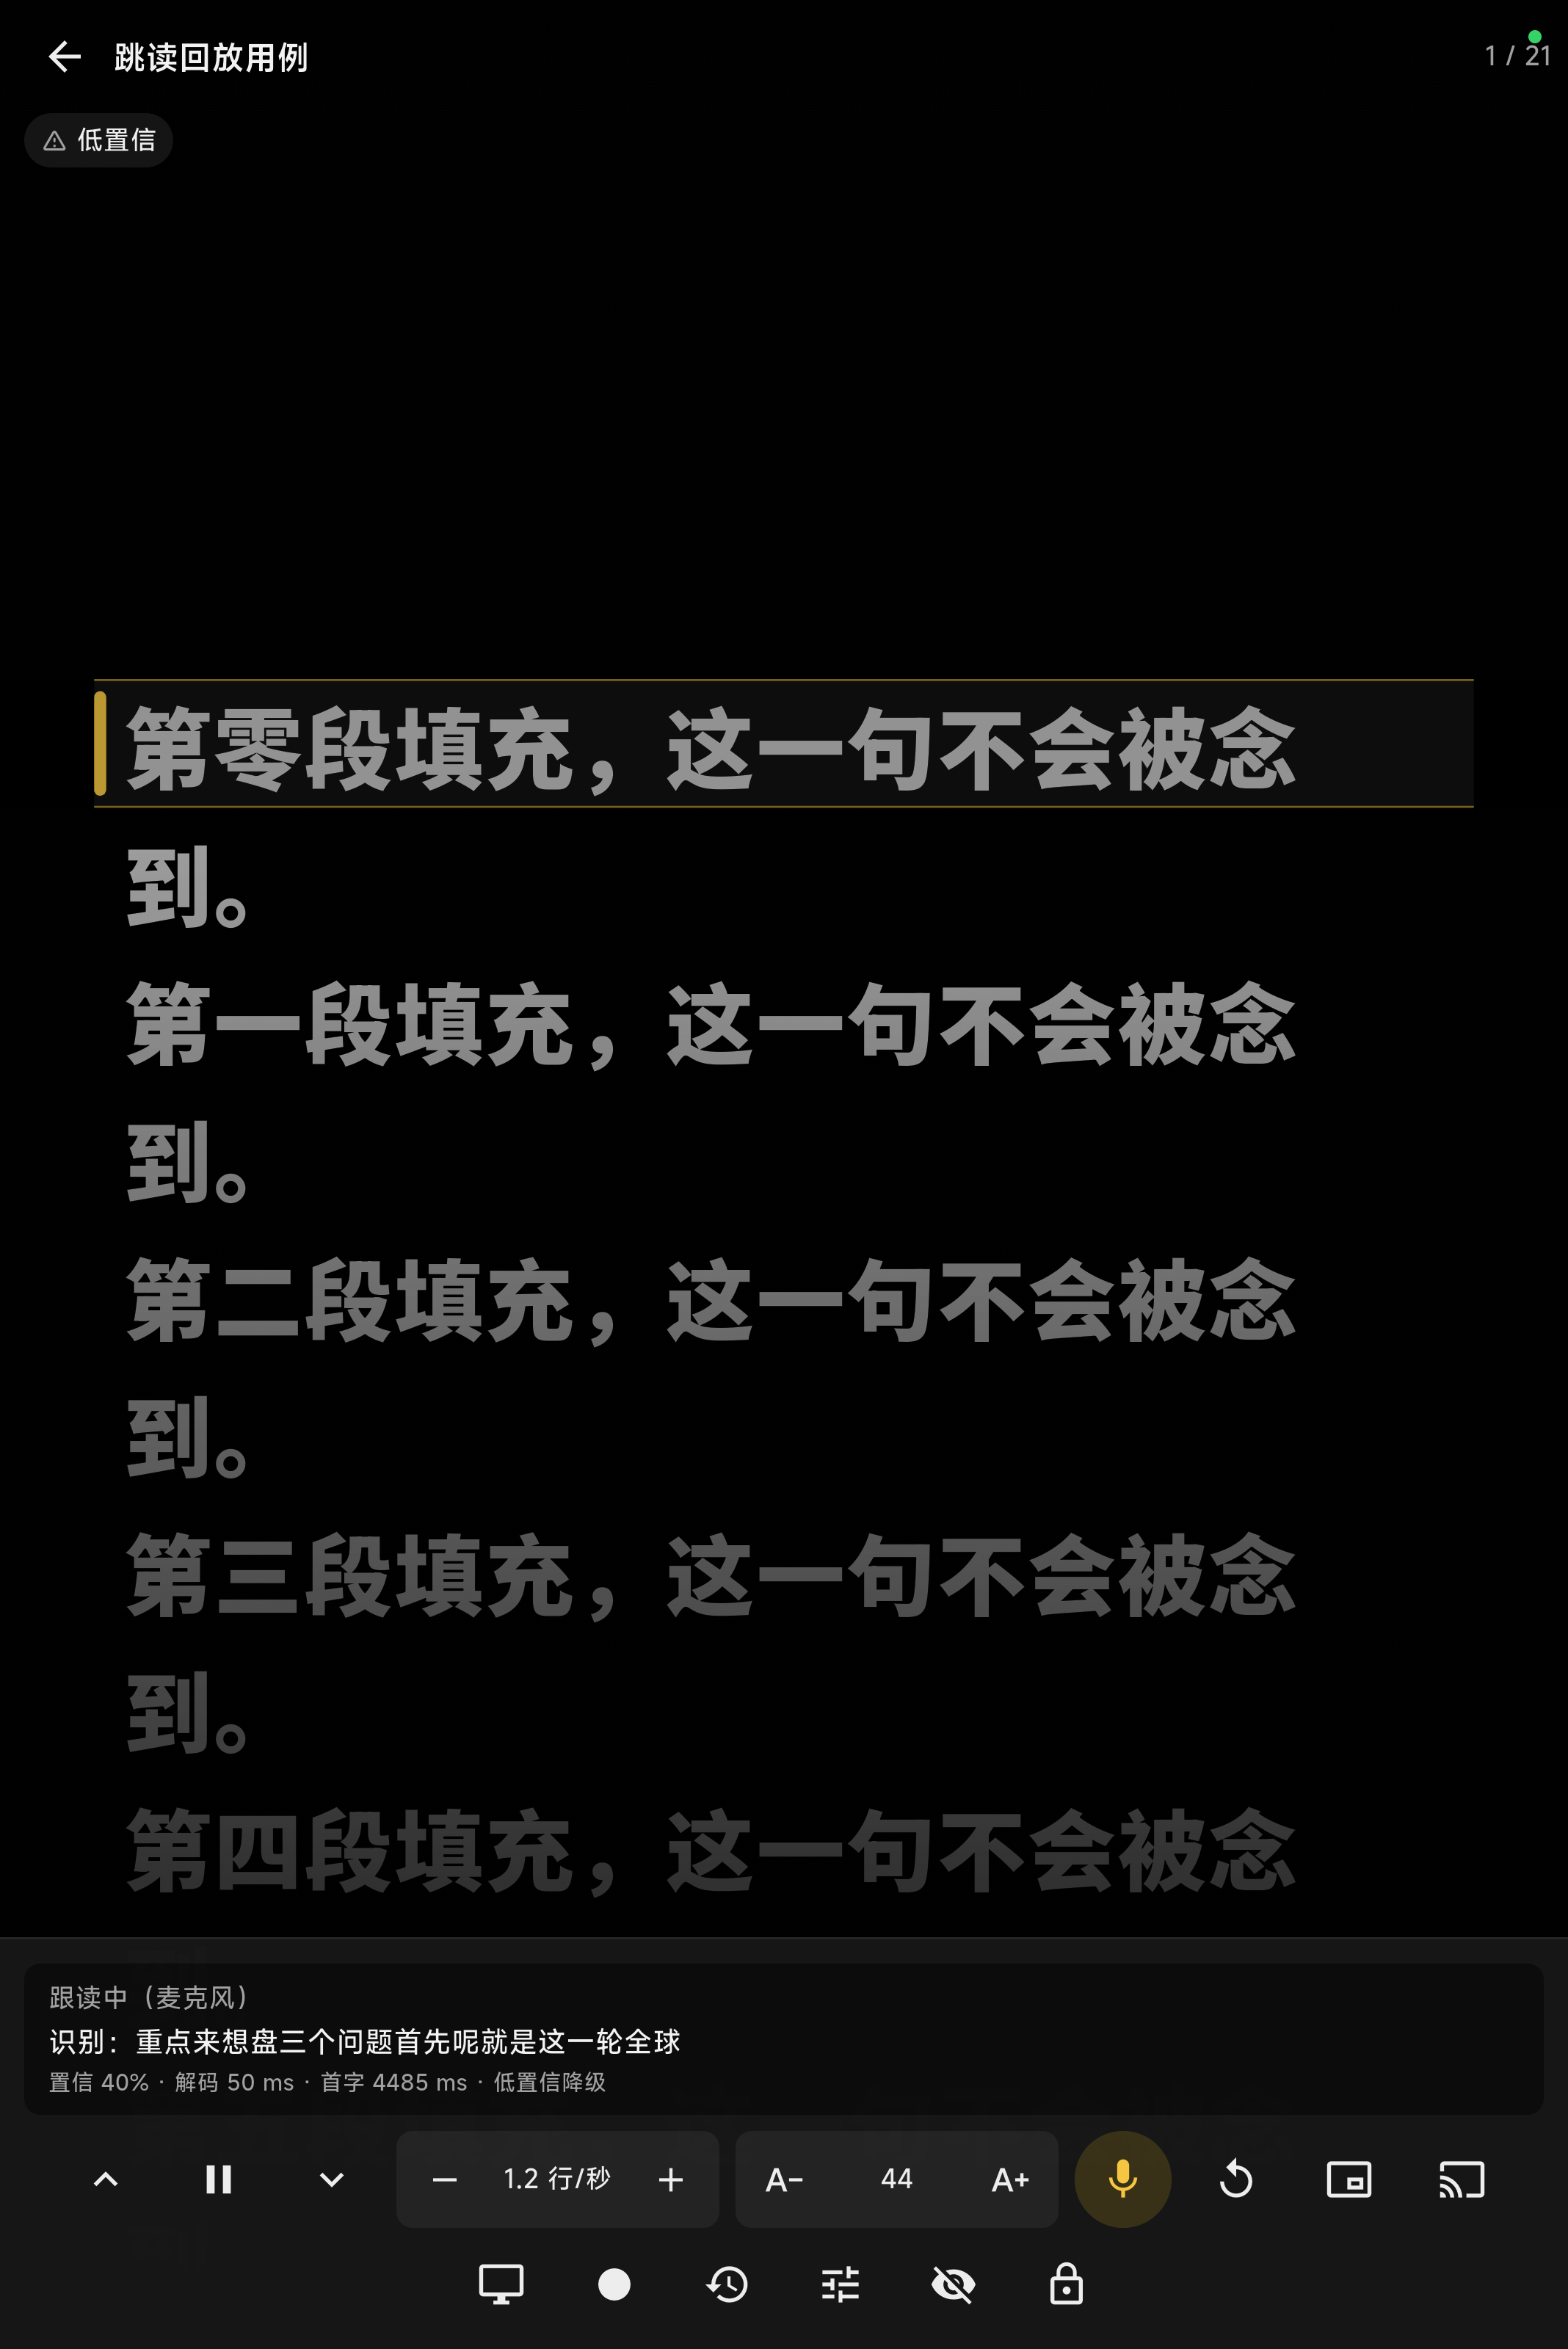 跳读回放用例
1 / 21
低置信
第零段填充，这一句不会被念
到。
第一段填充，这一句不会被念
到。
第二段填充，这一句不会被念
到。
第三段填充，这一句不会被念
到。
第四段填充，这一句不会被念
跟读中（麦克风）
识别：重点来想盘三个问题首先呢就是这一轮全球
置信 40% · 解码 50 ms · 首字 4485 ms · 低置信降级
1.2 行/秒
A- 44 A+